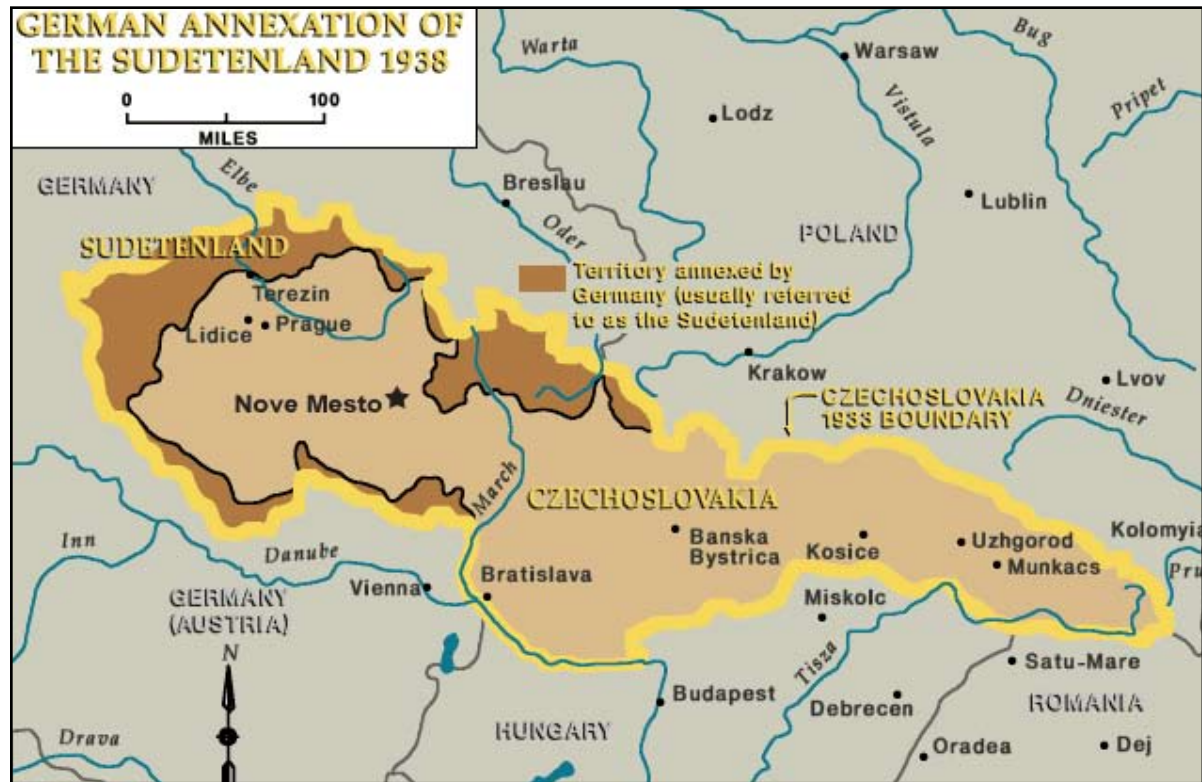 GERMAN ANNEXATION OF
THE SUDETENLAND 1938
0 100
MILES
Warta
Warsaw
Bug
Lodz
Vistula
Pripet
GERMANY
Elbe
Breslau
Lublin
Oder
POLAND
SUDETENLAND
Territory annexed by
Germany (usually referred
to as the Sudetenland)
Terezin
Lidice
Prague
Krakow
Lvov
CZECHOSLOVAKIA
1933 BOUNDARY
Dniester
Nove Mesto
March
CZECHOSLOVAKIA
Banska
Bystrica
Kosice
Uzhgorod
Munkacs
Kolomyia
Pru
Inn
Danube
Vienna
Bratislava
Miskolc
GERMANY
(AUSTRIA)
N
Tisza
Satu-Mare
Budapest
Debrecen
ROMANIA
HUNGARY
Drava
Oradea
Dej